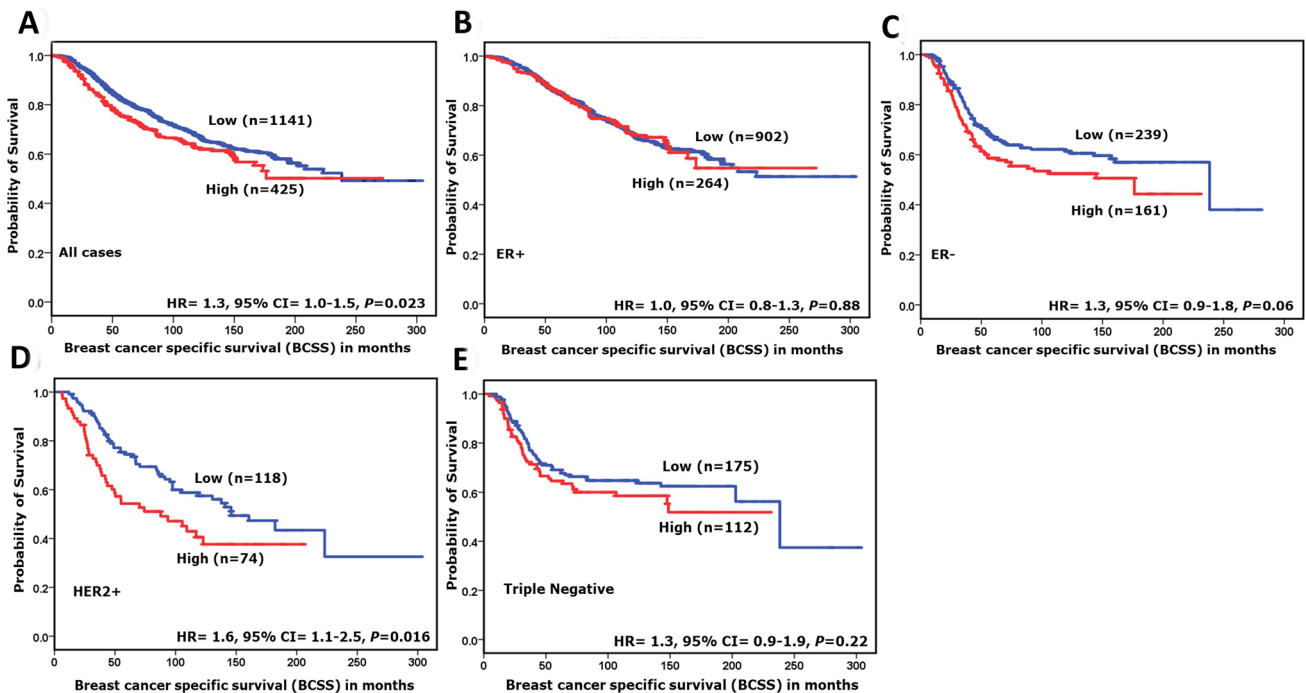 A
Probability of Survival
1.0
0.8
0.6
0.4
0.2
0.0
Low (n=1141)
High (n=425)
All cases
HR= 1.3, 95% CI= 1.0-1.5, P=0.023
0 50 100 150 200 250 300
Breast cancer specific survival (BCSS) in months
B
Probability of Survival
1.0
0.8
0.6
0.4
0.2
0.0
Low (n=902)
High (n=264)
ER+
HR= 1.0, 95% CI= 0.8-1.3, P=0.88
0 50 100 150 200 250 300
Breast cancer specific survival (BCSS) in months
C
Probability of Survival
1.0
0.8
0.6
0.4
0.2
0.0
Low (n=239)
High (n=161)
ER-
HR= 1.3, 95% CI= 0.9-1.8, P=0.06
0 50 100 150 200 250 300
Breast cancer specific survival (BCSS) in months
D
Probability of Survival
1.0
0.8
0.6
0.4
0.2
0.0
Low (n=118)
High (n=74)
HER2+
HR= 1.6, 95% CI= 1.1-2.5, P=0.016
0 50 100 150 200 250 300
Breast cancer specific survival (BCSS) in months
E
Probability of Survival
1.0
0.8
0.6
0.4
0.2
0.0
Low (n=175)
High (n=112)
Triple Negative
HR= 1.3, 95% CI= 0.9-1.9, P=0.22
0 50 100 150 200 250 300
Breast cancer specific survival (BCSS) in months